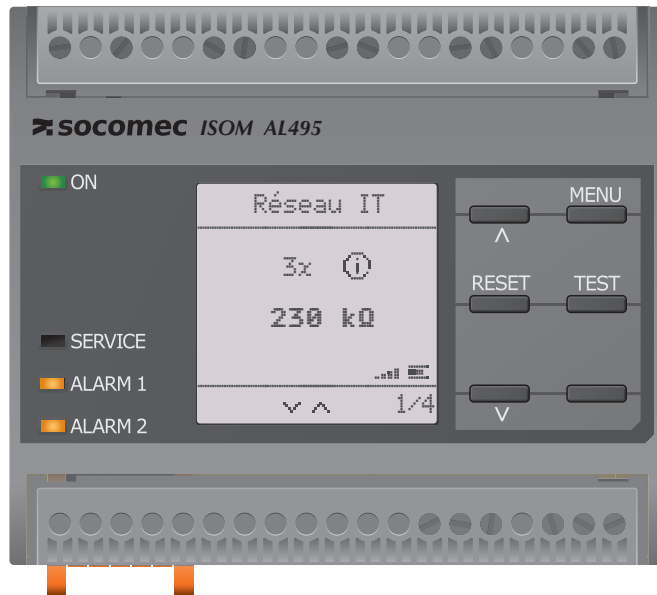 socomec ISOM AL495
ON
MENU
Réseau IT
3x
RESET TEST
230 kΩ
SERVICE
ALARM 1
1/4
ALARM 2